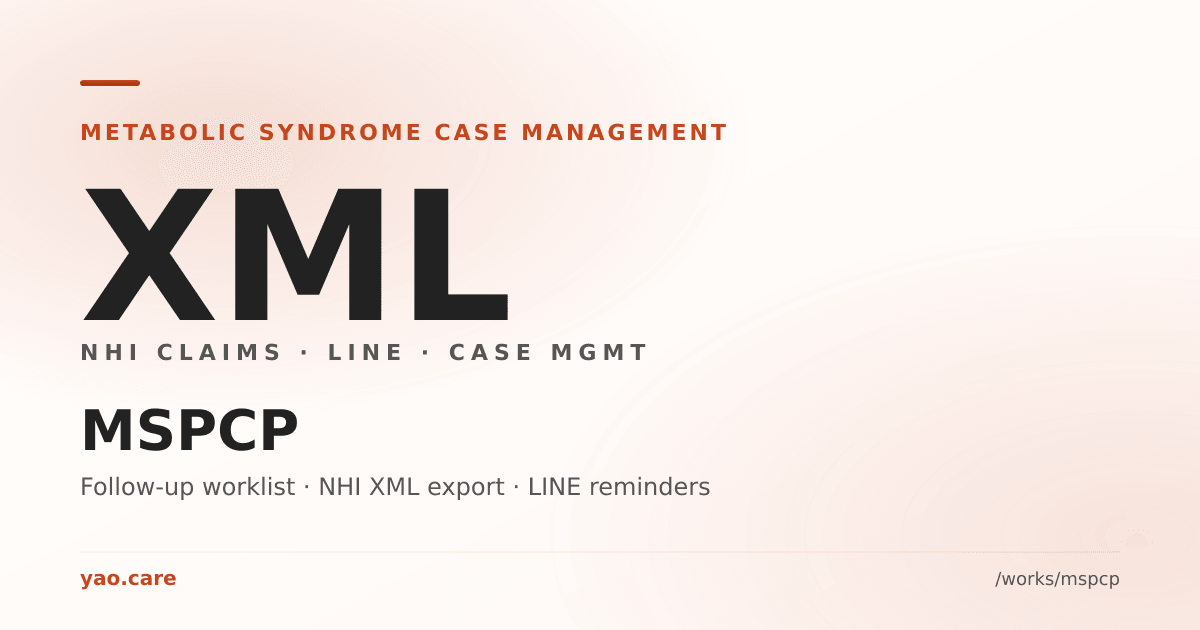 METABOLIC SYNDROME CASE MANAGEMENT
XML
NHI CLAIMS · LINE · CASE MGMT
MSPCP
Follow-up worklist · NHI XML export · LINE reminders
yao.care
/works/mspcp